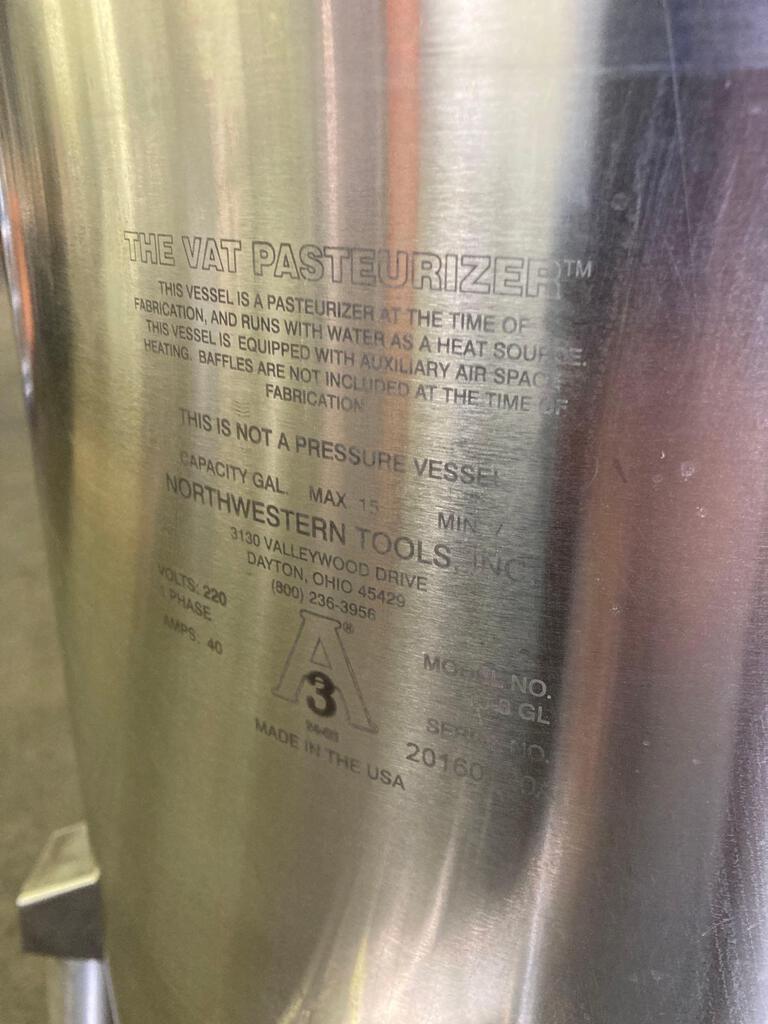 THE VAT PASTEURIZER™
THIS VESSEL IS A PASTEURIZER AT THE TIME OF
FABRICATION, AND RUNS WITH WATER AS A HEAT SOURCE.
THIS VESSEL IS EQUIPPED WITH AUXILIARY AIR SPACE
HEATING. BAFFLES ARE NOT INCLUDED AT THE TIME OF
FABRICATION
THIS IS NOT A PRESSURE VESSEL
CAPACITY GAL. MAX 15 MIN
NORTHWESTERN TOOLS, INC
3130 VALLEYWOOD DRIVE
DAYTON, OHIO 45429
(800) 236-3956
VOLTS: 220
1 PHASE
AMPS. 40
A®
3
MADE IN THE USA
MODEL NO.
GL
SERIAL NO.